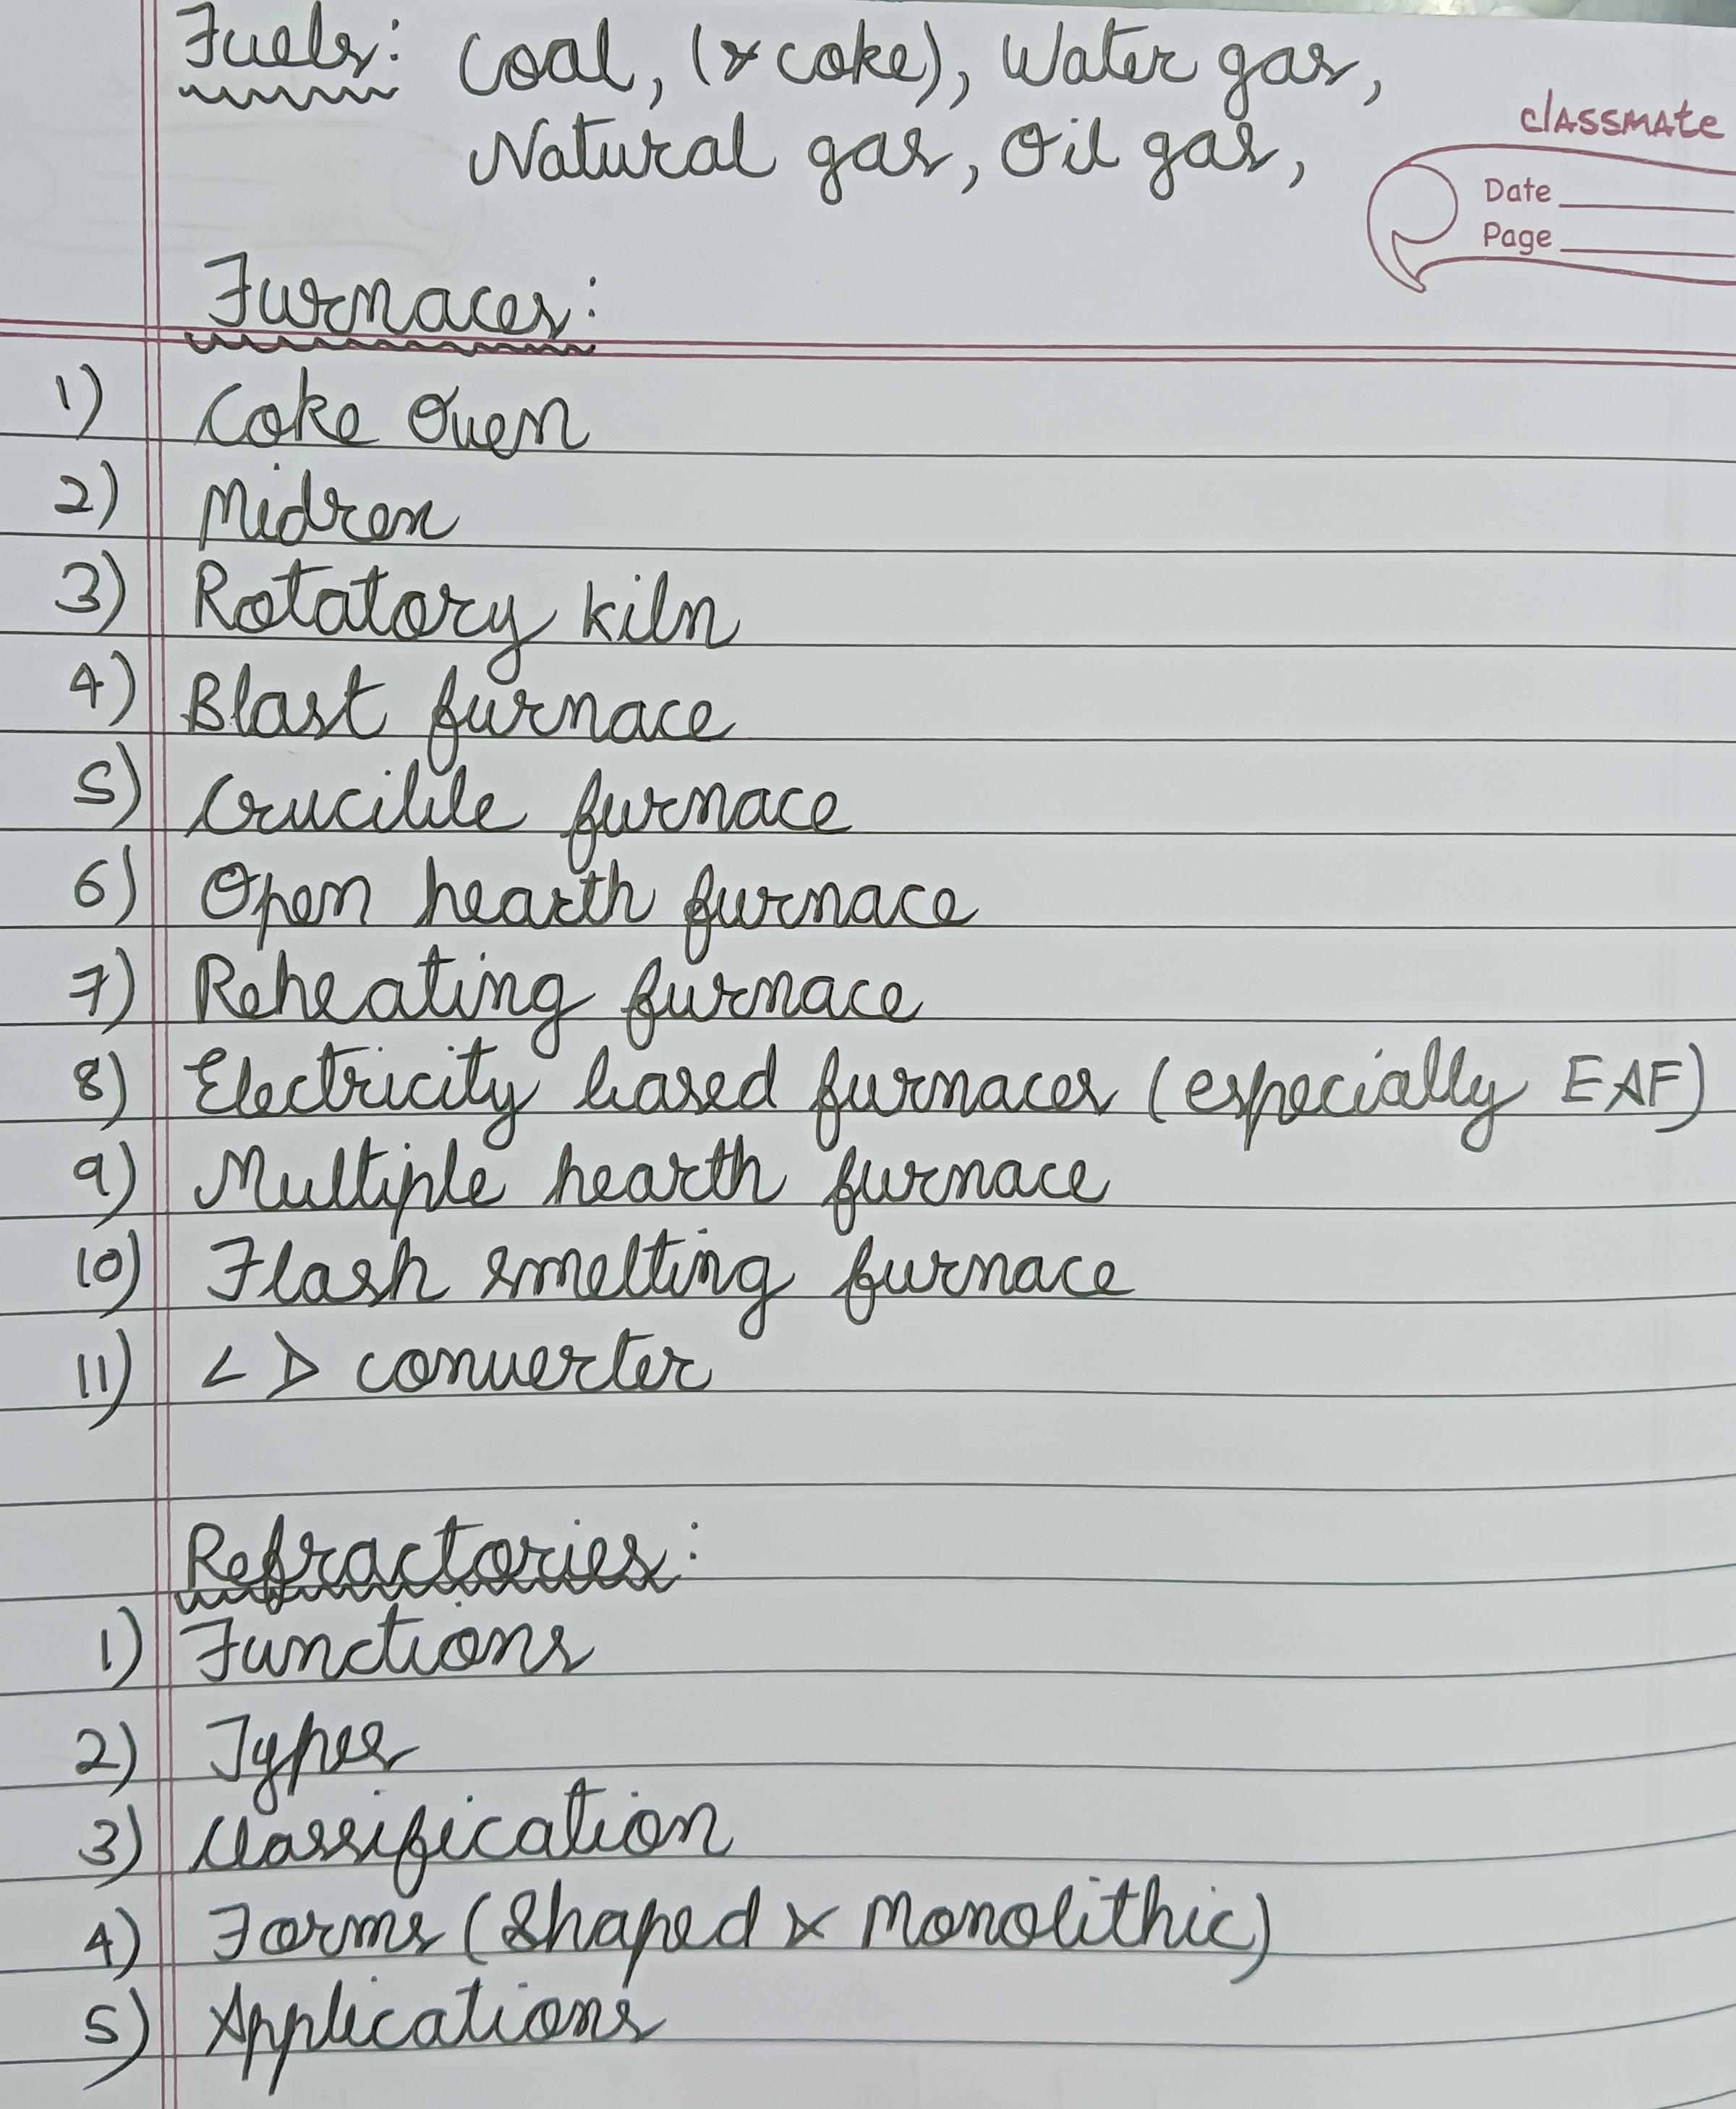 Fuels: Coal, (& coke), Water gas,
Natural gas, Oil gas,
classmate
Date
Page
Furnaces:
1) Coke Oven
2) Midrex
3) Rotatory kiln
4) Blast furnace
5) Crucible furnace
6) Open hearth furnace
7) Reheating furnace
8) Electricity based furnaces (especially EAF)
9) Multiple hearth furnace
10) Flash smelting furnace
11) LD converter
Refractories:
1) Functions
2) Types
3) Classification
4) Forms (Shaped & Monolithic)
5) Applications